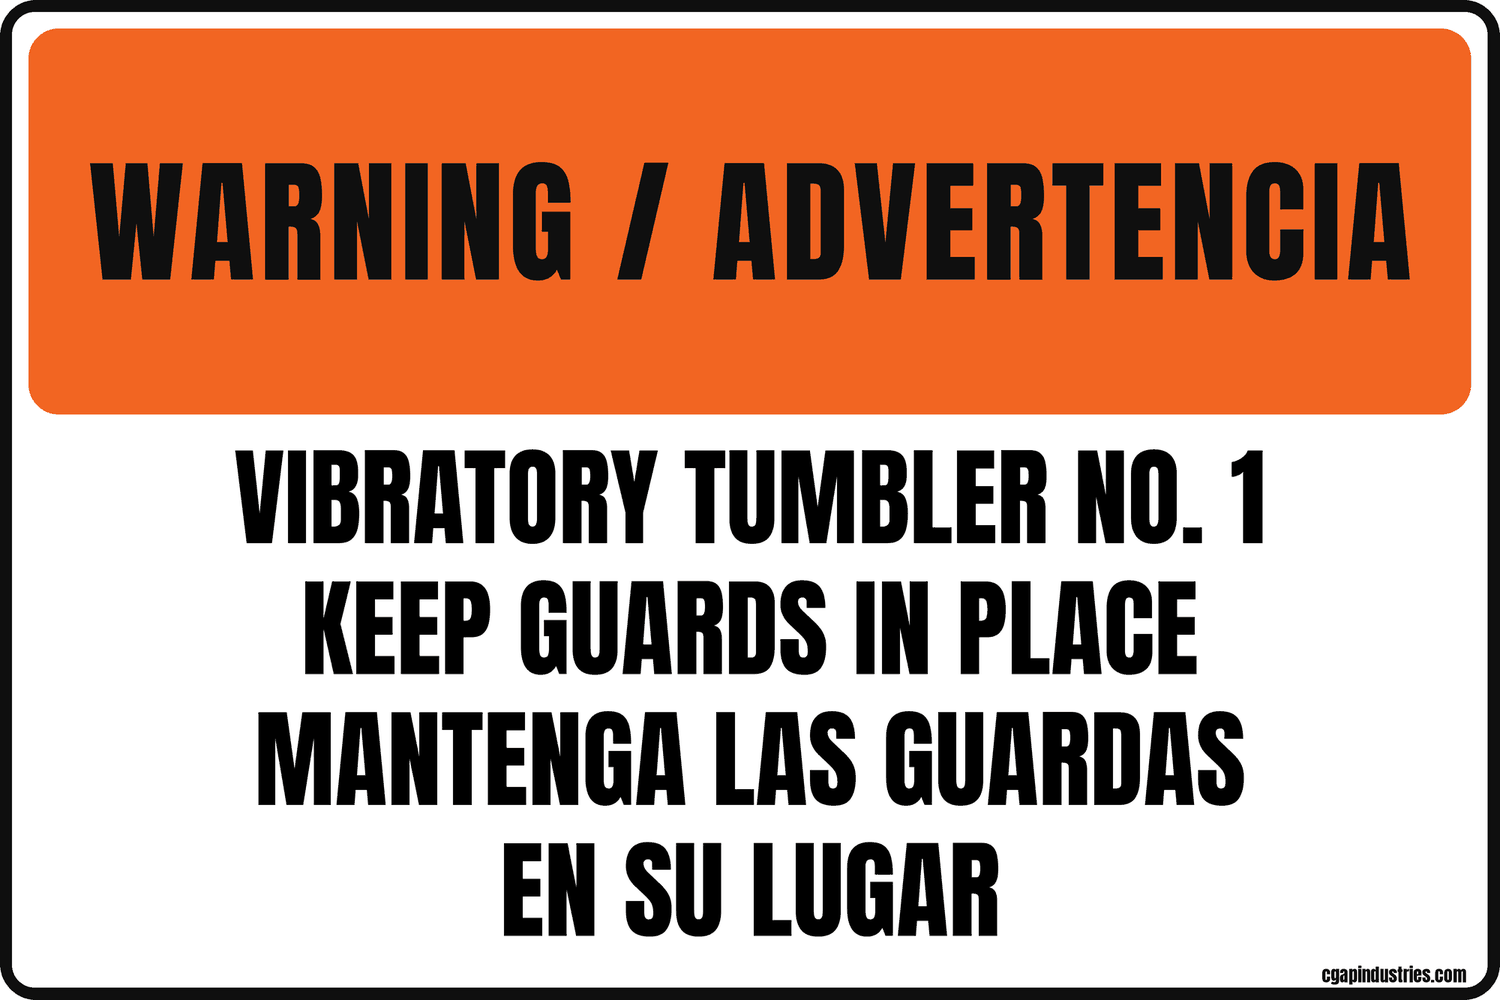 WARNING / ADVERTENCIA
VIBRATORY TUMBLER NO. 1
KEEP GUARDS IN PLACE
MANTENGA LAS GUARDAS
EN SU LUGAR
cgapindustries.com